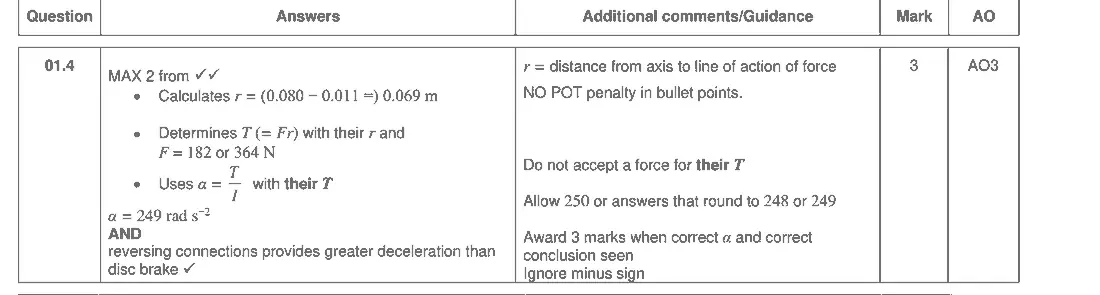 Question Answers Additional comments/Guidance Mark AO
01.4 MAX 2 from ✓✓ r = distance from axis to line of action of force 3 AO3
• Calculates r = (0.080 − 0.011 =) 0.069 m NO POT penalty in bullet points.
• Determines T (= Fr) with their r and
F = 182 or 364 N
Do not accept a force for their T
• Uses α = T/I with their T
Allow 250 or answers that round to 248 or 249
α = 249 rad s⁻²
AND Award 3 marks when correct α and correct
reversing connections provides greater deceleration than conclusion seen
disc brake ✓ Ignore minus sign